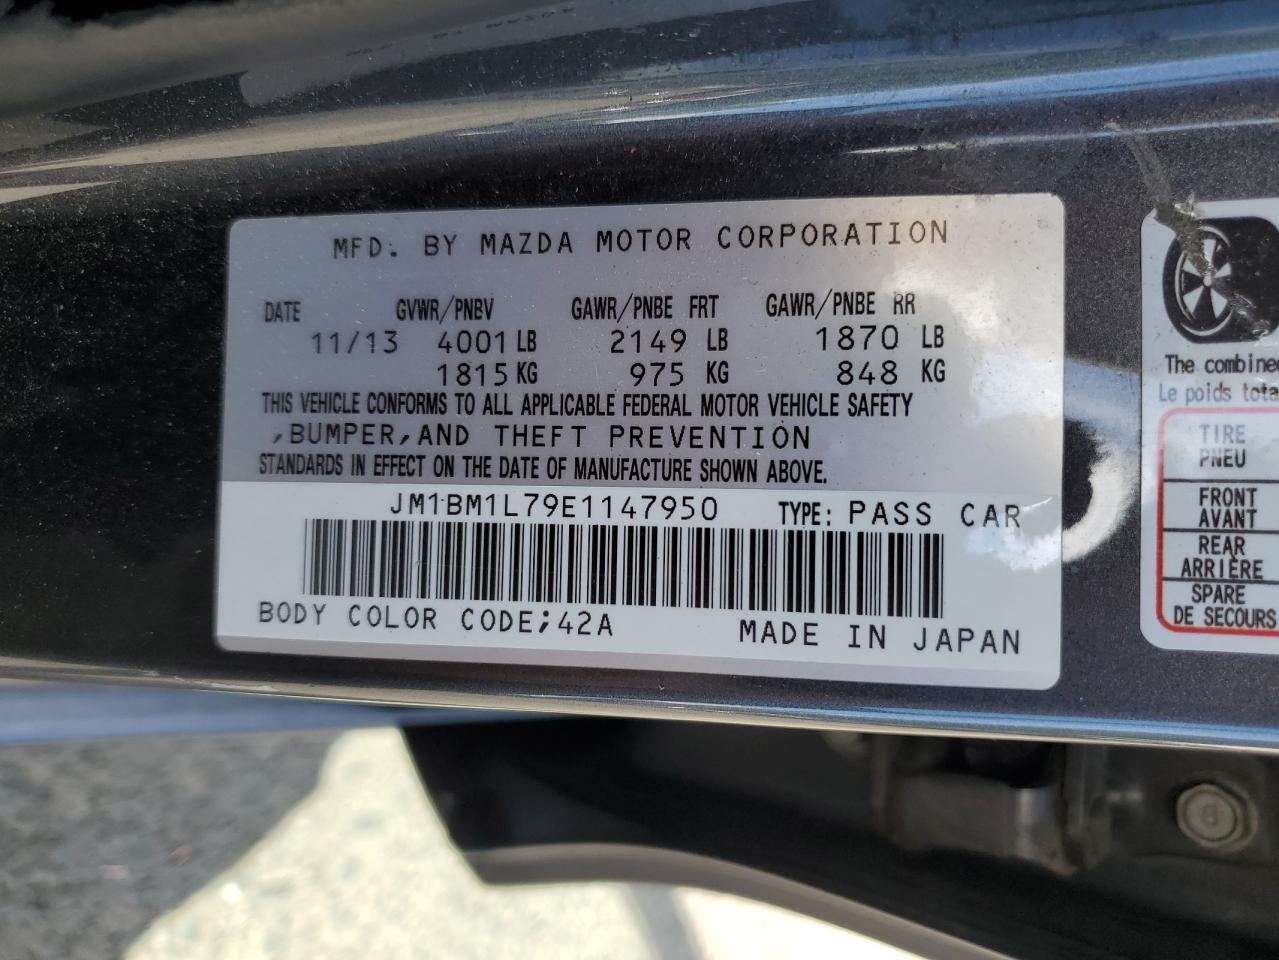 MFD. BY MAZDA MOTOR CORPORATION
DATE GVWR/PNBV GAWR/PNBE FRT GAWR/PNBE RR
11/13 4001 LB 2149 LB 1870 LB
1815 KG 975 KG 848 KG
THIS VEHICLE CONFORMS TO ALL APPLICABLE FEDERAL MOTOR VEHICLE SAFETY
,BUMPER,AND THEFT PREVENTION
STANDARDS IN EFFECT ON THE DATE OF MANUFACTURE SHOWN ABOVE.
JM1BM1L79E1147950 TYPE: PASS CAR
BODY COLOR CODE;42A MADE IN JAPAN
The combined
Le poids tota
TIRE
PNEU
FRONT
AVANT
REAR
ARRIÈRE
SPARE
DE SECOURS